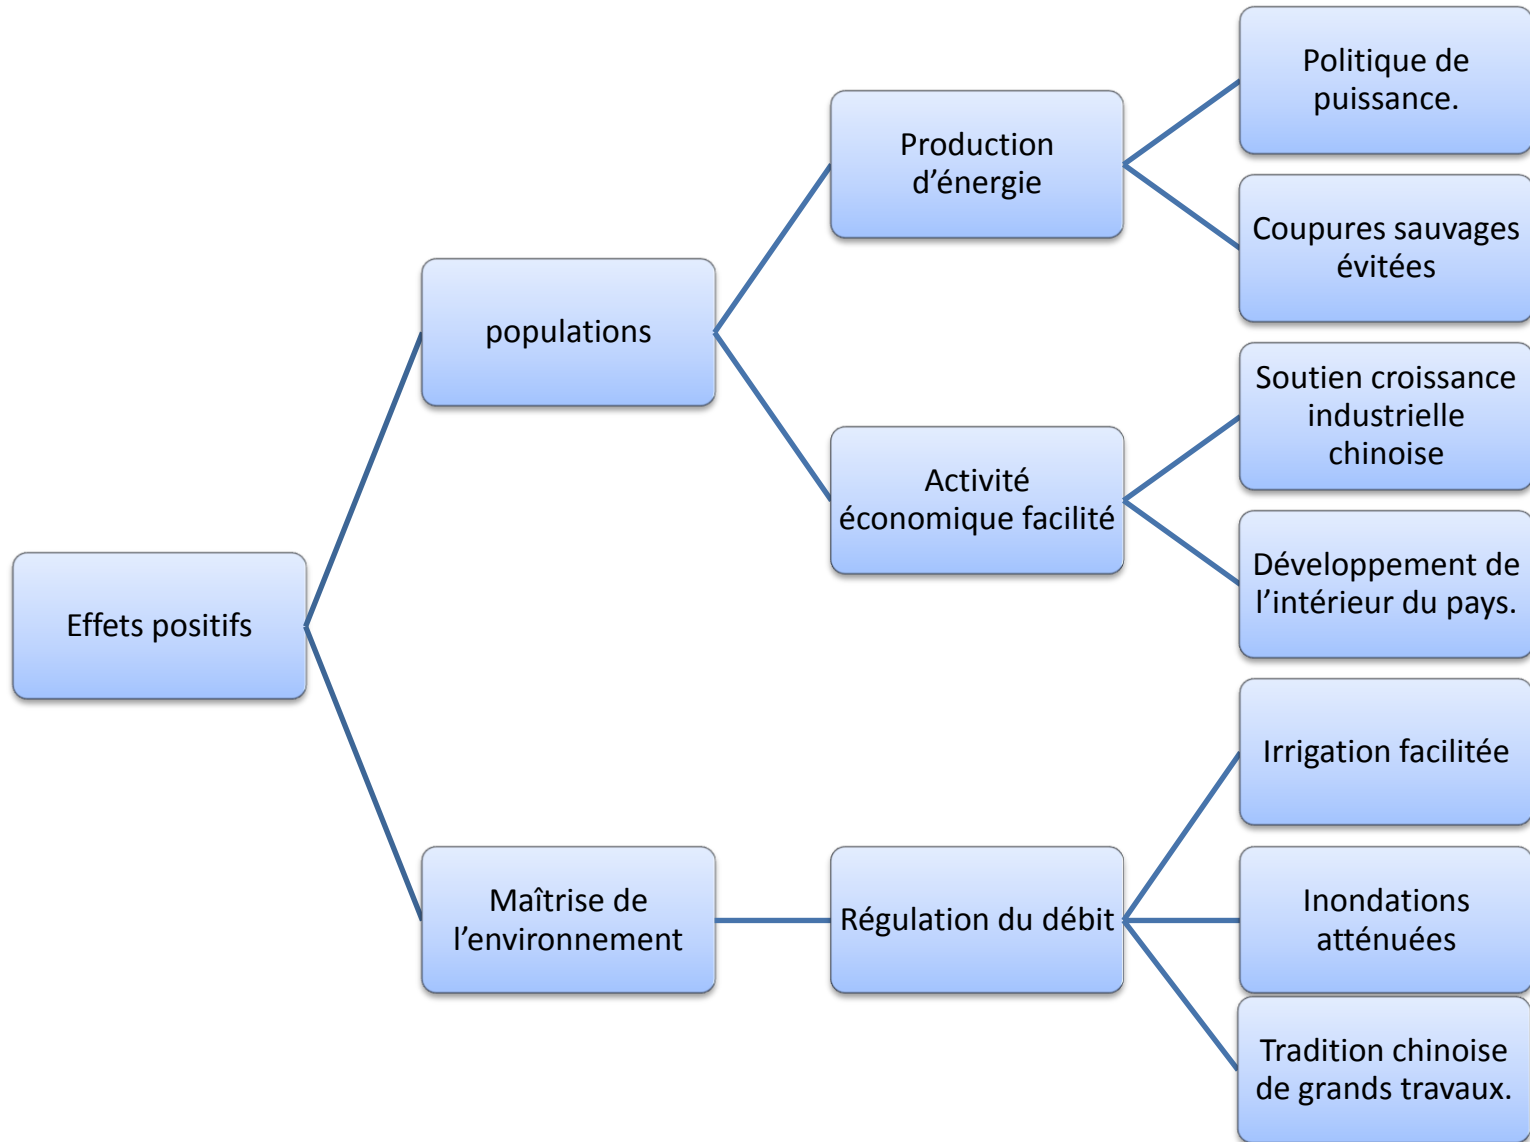 Effets positifs
populations
Production
d’énergie
Politique de
puissance.
Coupures sauvages
évitées
Activité
économique facilité
Soutien croissance
industrielle
chinoise
Développement de
l’intérieur du pays.
Maîtrise de
l’environnement
Régulation du débit
Irrigation facilitée
Inondations
atténuées
Tradition chinoise
de grands travaux.